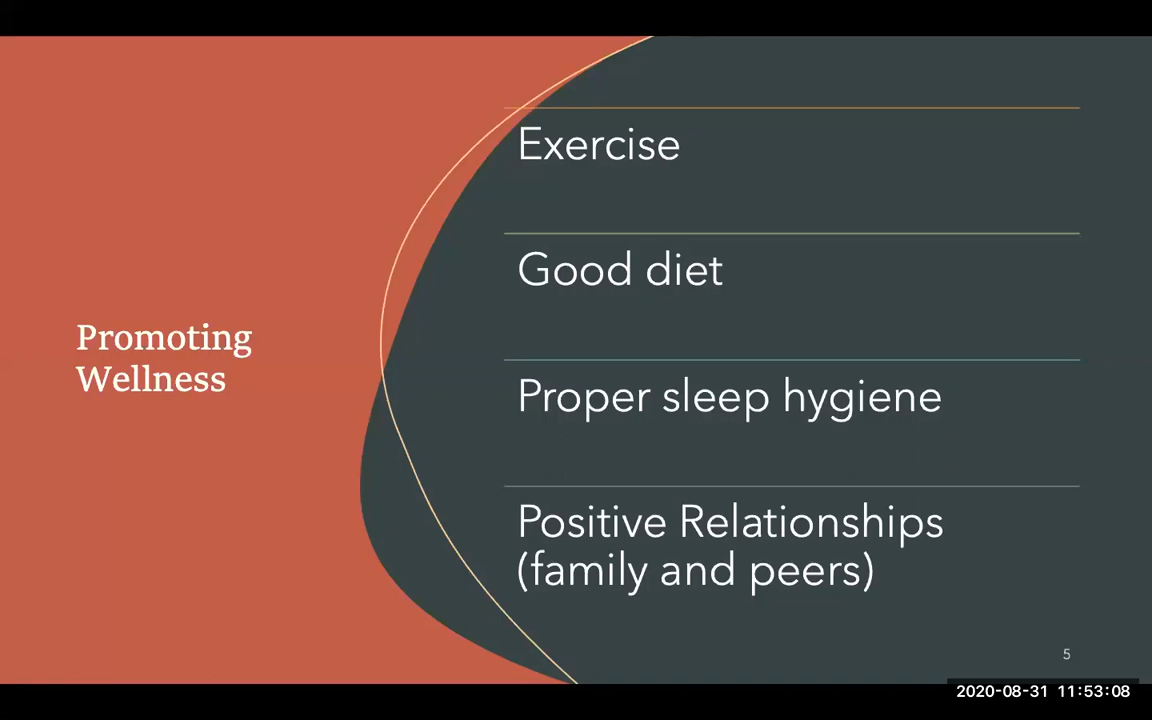 Promoting
Wellness
Exercise
Good diet
Proper sleep hygiene
Positive Relationships
(family and peers)
5
2020-08-31 11:53:08